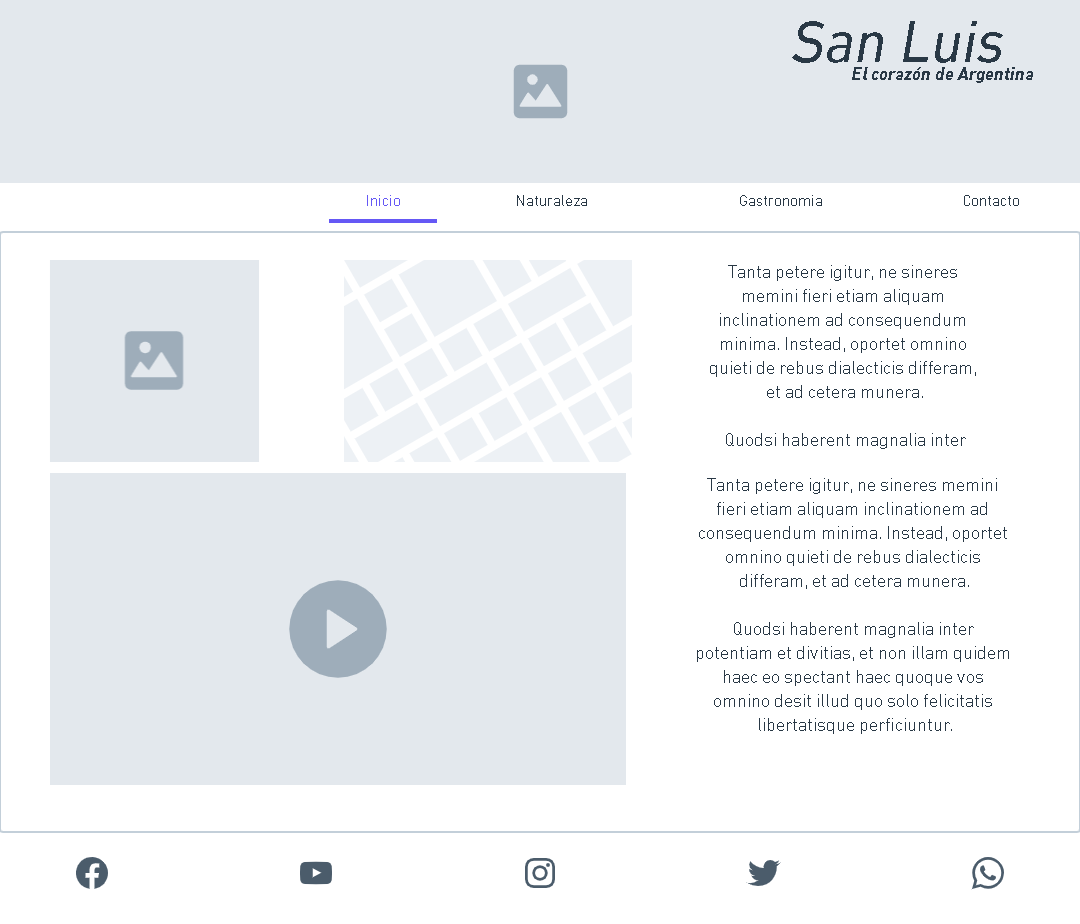 San Luis
El corazón de Argentina
Inicio
Naturaleza
Gastronomia
Contacto
Tanta petere igitur, ne sineres
memini fieri etiam aliquam
inclinationem ad consequendum
minima. Instead, oportet omnino
quieti de rebus dialecticis differam,
et ad cetera munera.
Quodsi haberent magnalia inter
Tanta petere igitur, ne sineres memini
fieri etiam aliquam inclinationem ad
consequendum minima. Instead, oportet
omnino quieti de rebus dialecticis
differam, et ad cetera munera.
Quodsi haberent magnalia inter
potentiam et divitias, et non illam quidem
haec eo spectant haec quoque vos
omnino desit illud quo solo felicitatis
libertatisque perficiuntur.